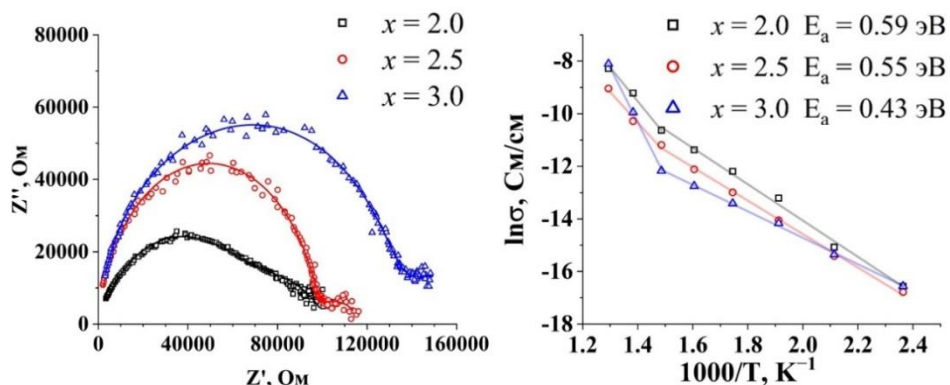 80000
60000
40000
20000
0
Z'', Ом
x = 2.0
x = 2.5
x = 3.0
0 40000 80000 120000 160000
Z', Ом
-8
-10
-12
-14
-16
-18
lnσ, См/см
x = 2.0 Eₐ = 0.59 эВ
x = 2.5 Eₐ = 0.55 эВ
x = 3.0 Eₐ = 0.43 эВ
1.2 1.4 1.6 1.8 2.0 2.2 2.4
1000/T, K⁻¹